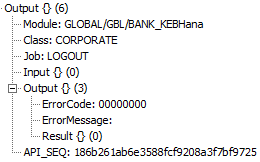 Output {} (6)
Module: GLOBAL/GBL/BANK_KEBHana
Class: CORPORATE
Job: LOGOUT
Input {} (0)
Output {} (3)
ErrorCode: 00000000
ErrorMessage:
Result {} (0)
API_SEQ: 186b261ab6e3588fcf9208a3f7bf9725